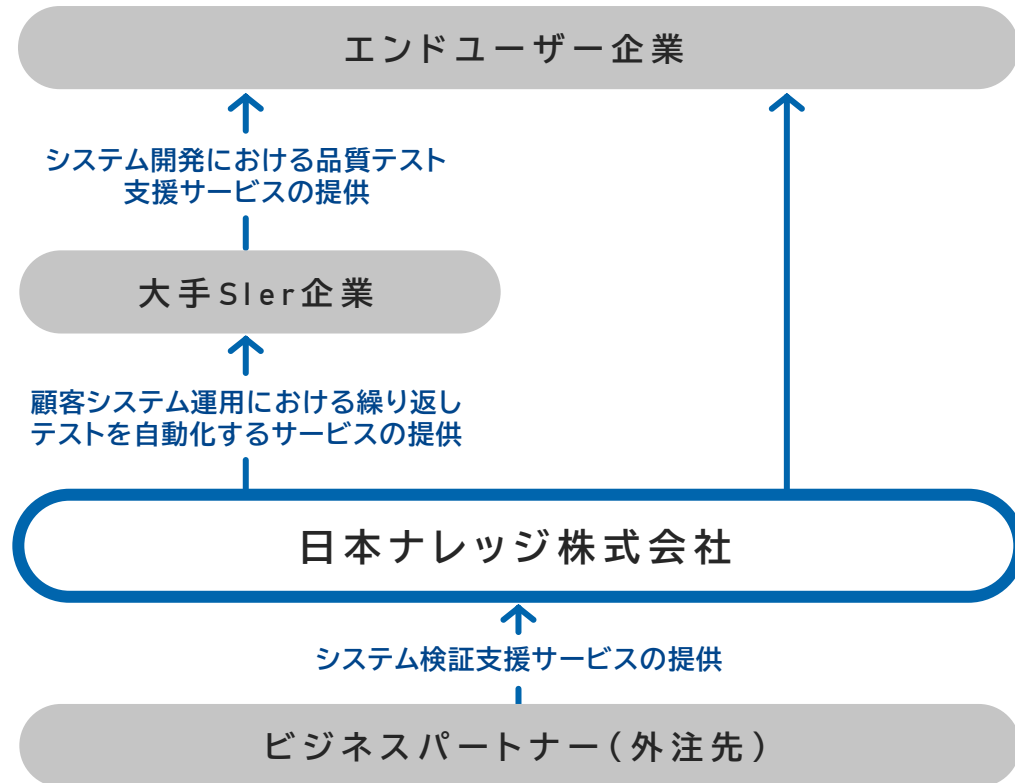 エンドユーザー企業
システム開発における品質テスト
支援サービスの提供
大手SIer企業
顧客システム運用における繰り返し
テストを自動化するサービスの提供
日本ナレッジ株式会社
システム検証支援サービスの提供
ビジネスパートナー(外注先)